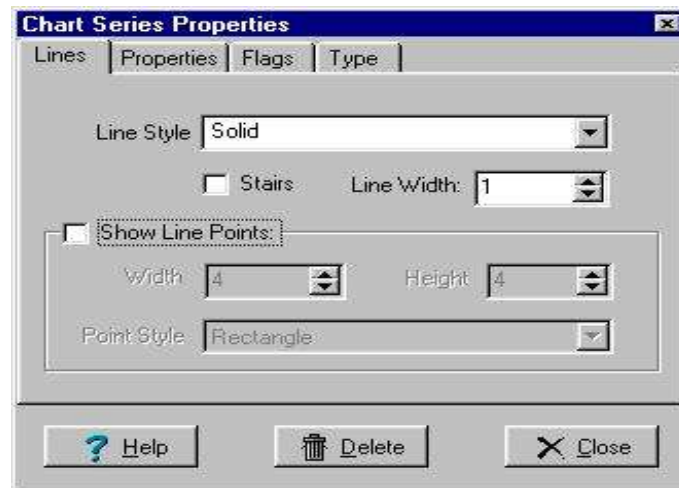 Chart Series Properties
Lines Properties Flags Type
Line Style Solid
Stairs Line Width: 1
Show Line Points:
Width 4 Height 4
Point Style Rectangle
? Help Delete Close